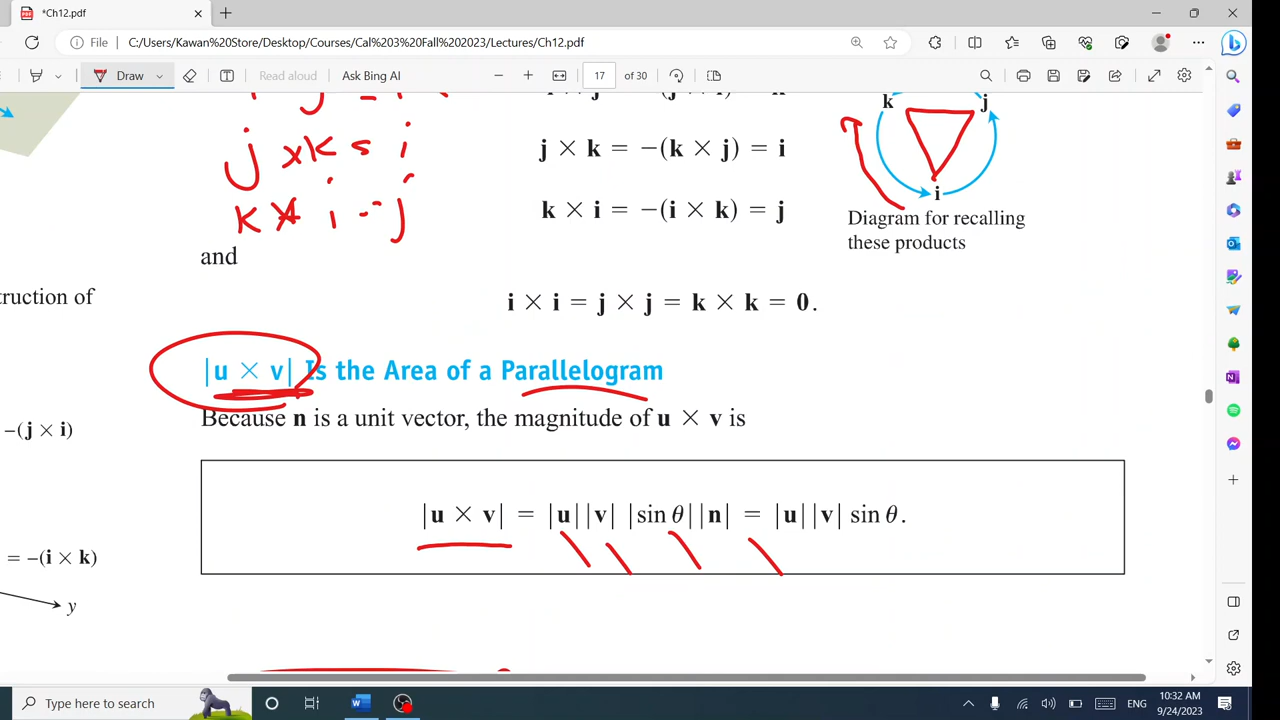 *Ch12.pdf
File
C:/Users/Kawan%20Store/Desktop/Courses/Cal%203%20Fall%202023/Lectures/Ch12.pdf
Draw
Read aloud
Ask Bing AI
17 of 30
k
j
j × k = i
j × k = −(k × j) = i
i
k × i = j
k × i = −(i × k) = j
Diagram for recalling
these products
and
truction of
i × i = j × j = k × k = 0.
|u × v| Is the Area of a Parallelogram
Because n is a unit vector, the magnitude of u × v is
−(j × i)
|u × v| = |u||v| |sin θ||n| = |u||v| sin θ.
= −(i × k)
y
Type here to search
ENG
10:32 AM
9/24/2023